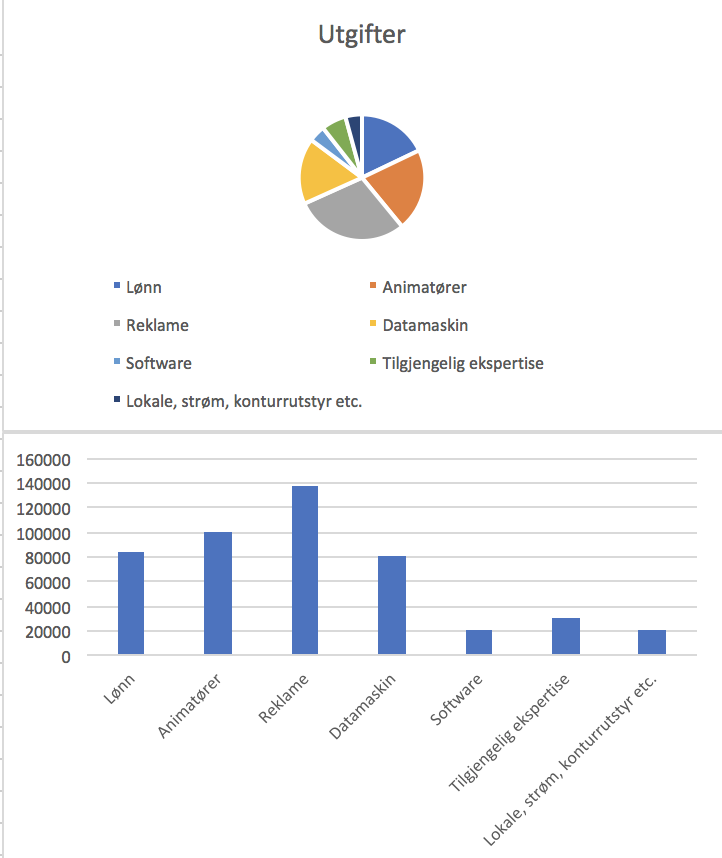 Utgifter
Lønn
Animatører
Reklame
Datamaskin
Software
Tilgjengelig ekspertise
Lokale, strøm, konturrutstyr etc.
160000
140000
120000
100000
80000
60000
40000
20000
0
Lønn
Animatører
Reklame
Datamaskin
Software
Tilgjengelig ekspertise
Lokale, strøm, konturrutstyr etc.